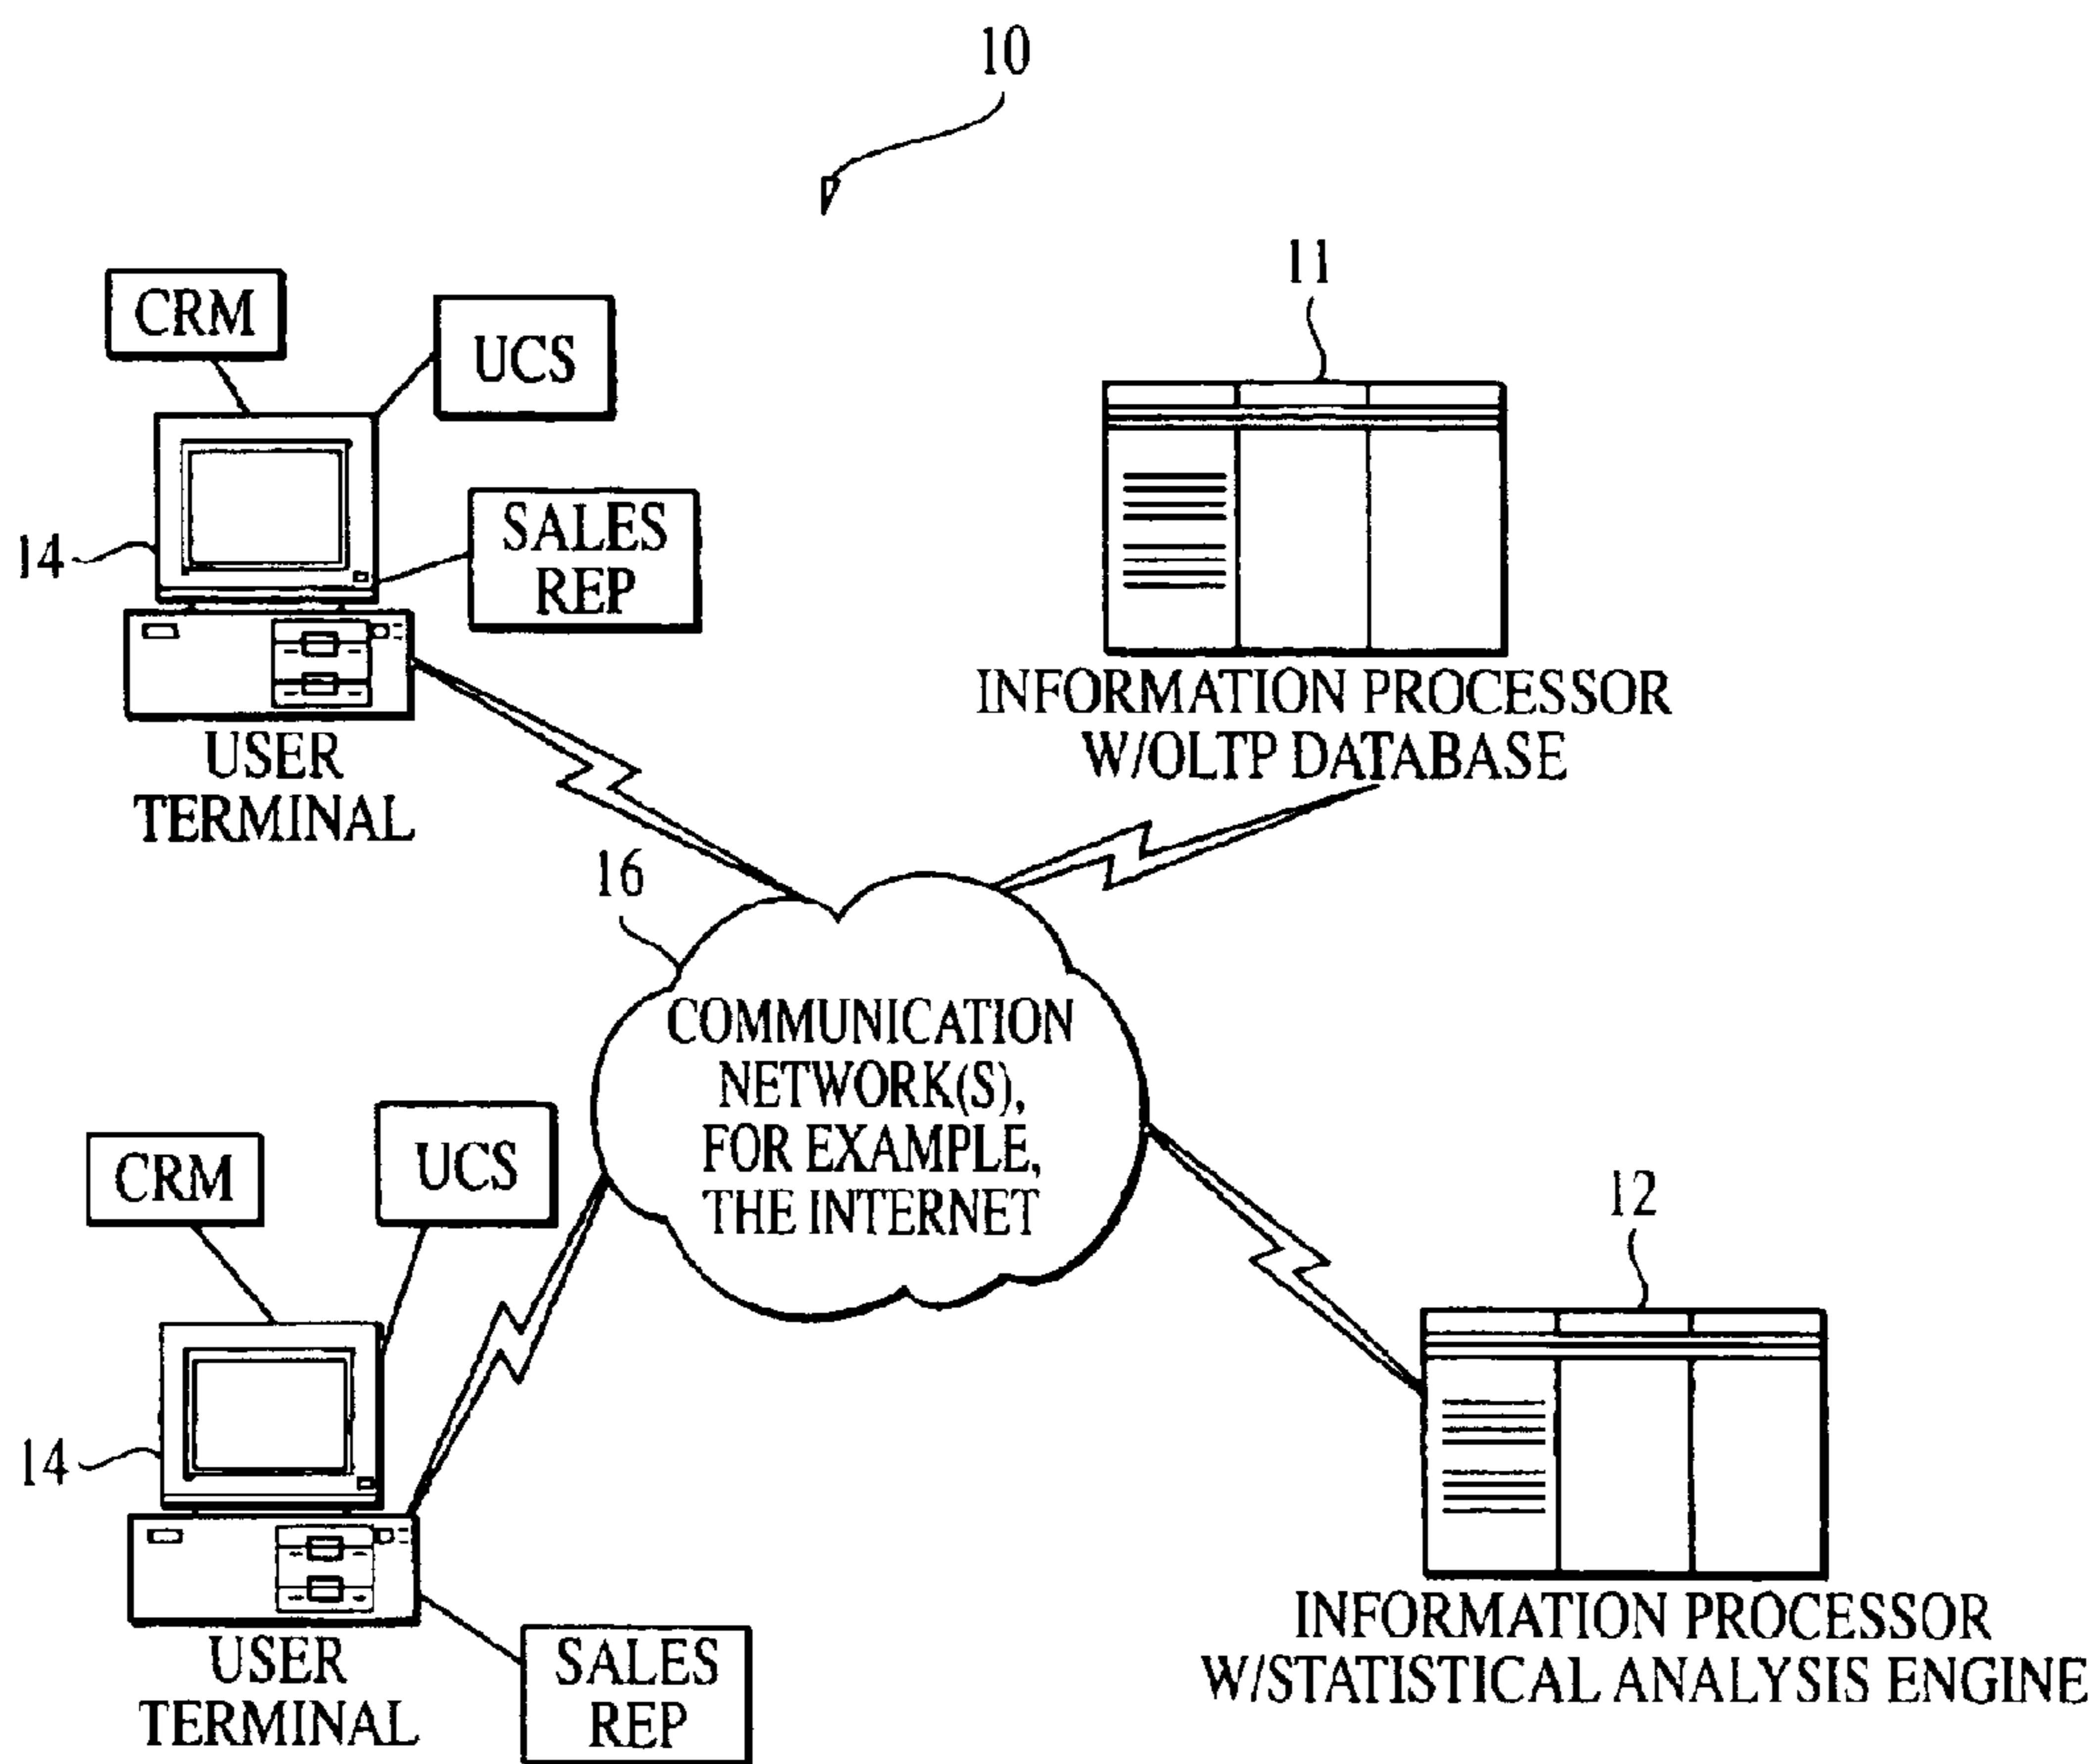 10
CRM
UCS
SALES
REP
14
USER
TERMINAL
11
INFORMATION PROCESSOR
W/OLTP DATABASE
16
COMMUNICATION
NETWORK(S),
FOR EXAMPLE,
THE INTERNET
CRM
UCS
14
USER
TERMINAL
SALES
REP
12
INFORMATION PROCESSOR
W/STATISTICAL ANALYSIS ENGINE